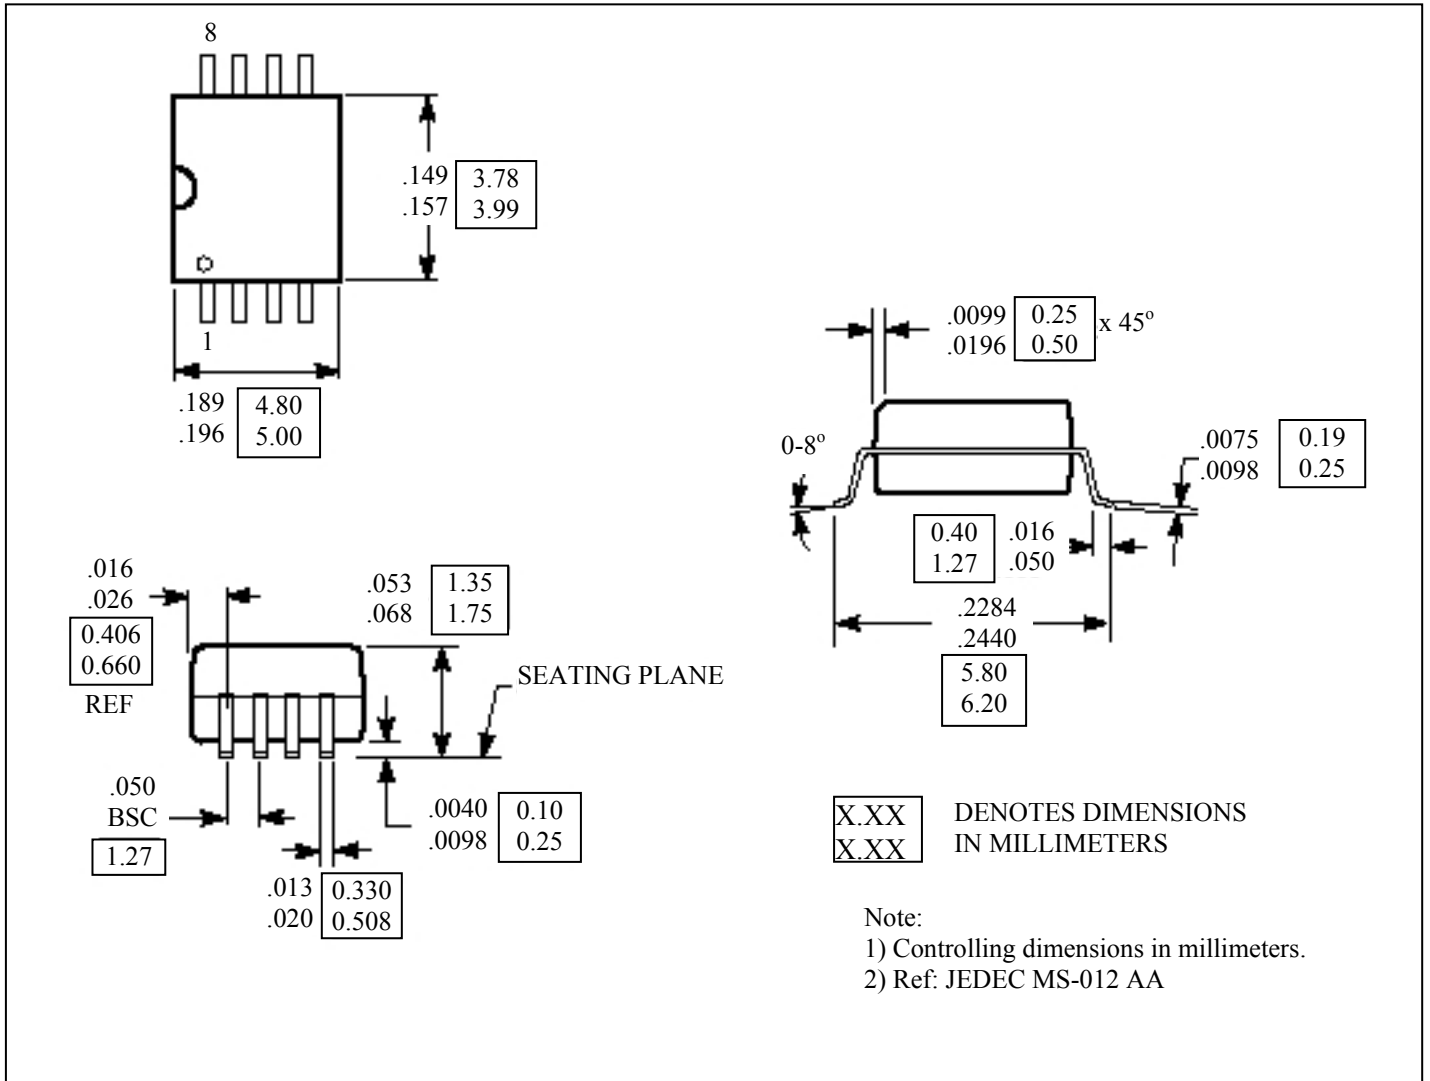 8
.149 3.78
.157 3.99
1
.189 4.80
.196 5.00
.0099 0.25 x 45º
.0196 0.50
0-8º
.0075 0.19
.0098 0.25
0.40 .016
1.27 .050
.2284
.2440
5.80
6.20
.016
.026
0.406
0.660
REF
.053 1.35
.068 1.75
SEATING PLANE
.050
BSC
1.27
.0040 0.10
.0098 0.25
.013 0.330
.020 0.508
X.XX DENOTES DIMENSIONS
X.XX IN MILLIMETERS
Note:
1) Controlling dimensions in millimeters.
2) Ref: JEDEC MS-012 AA